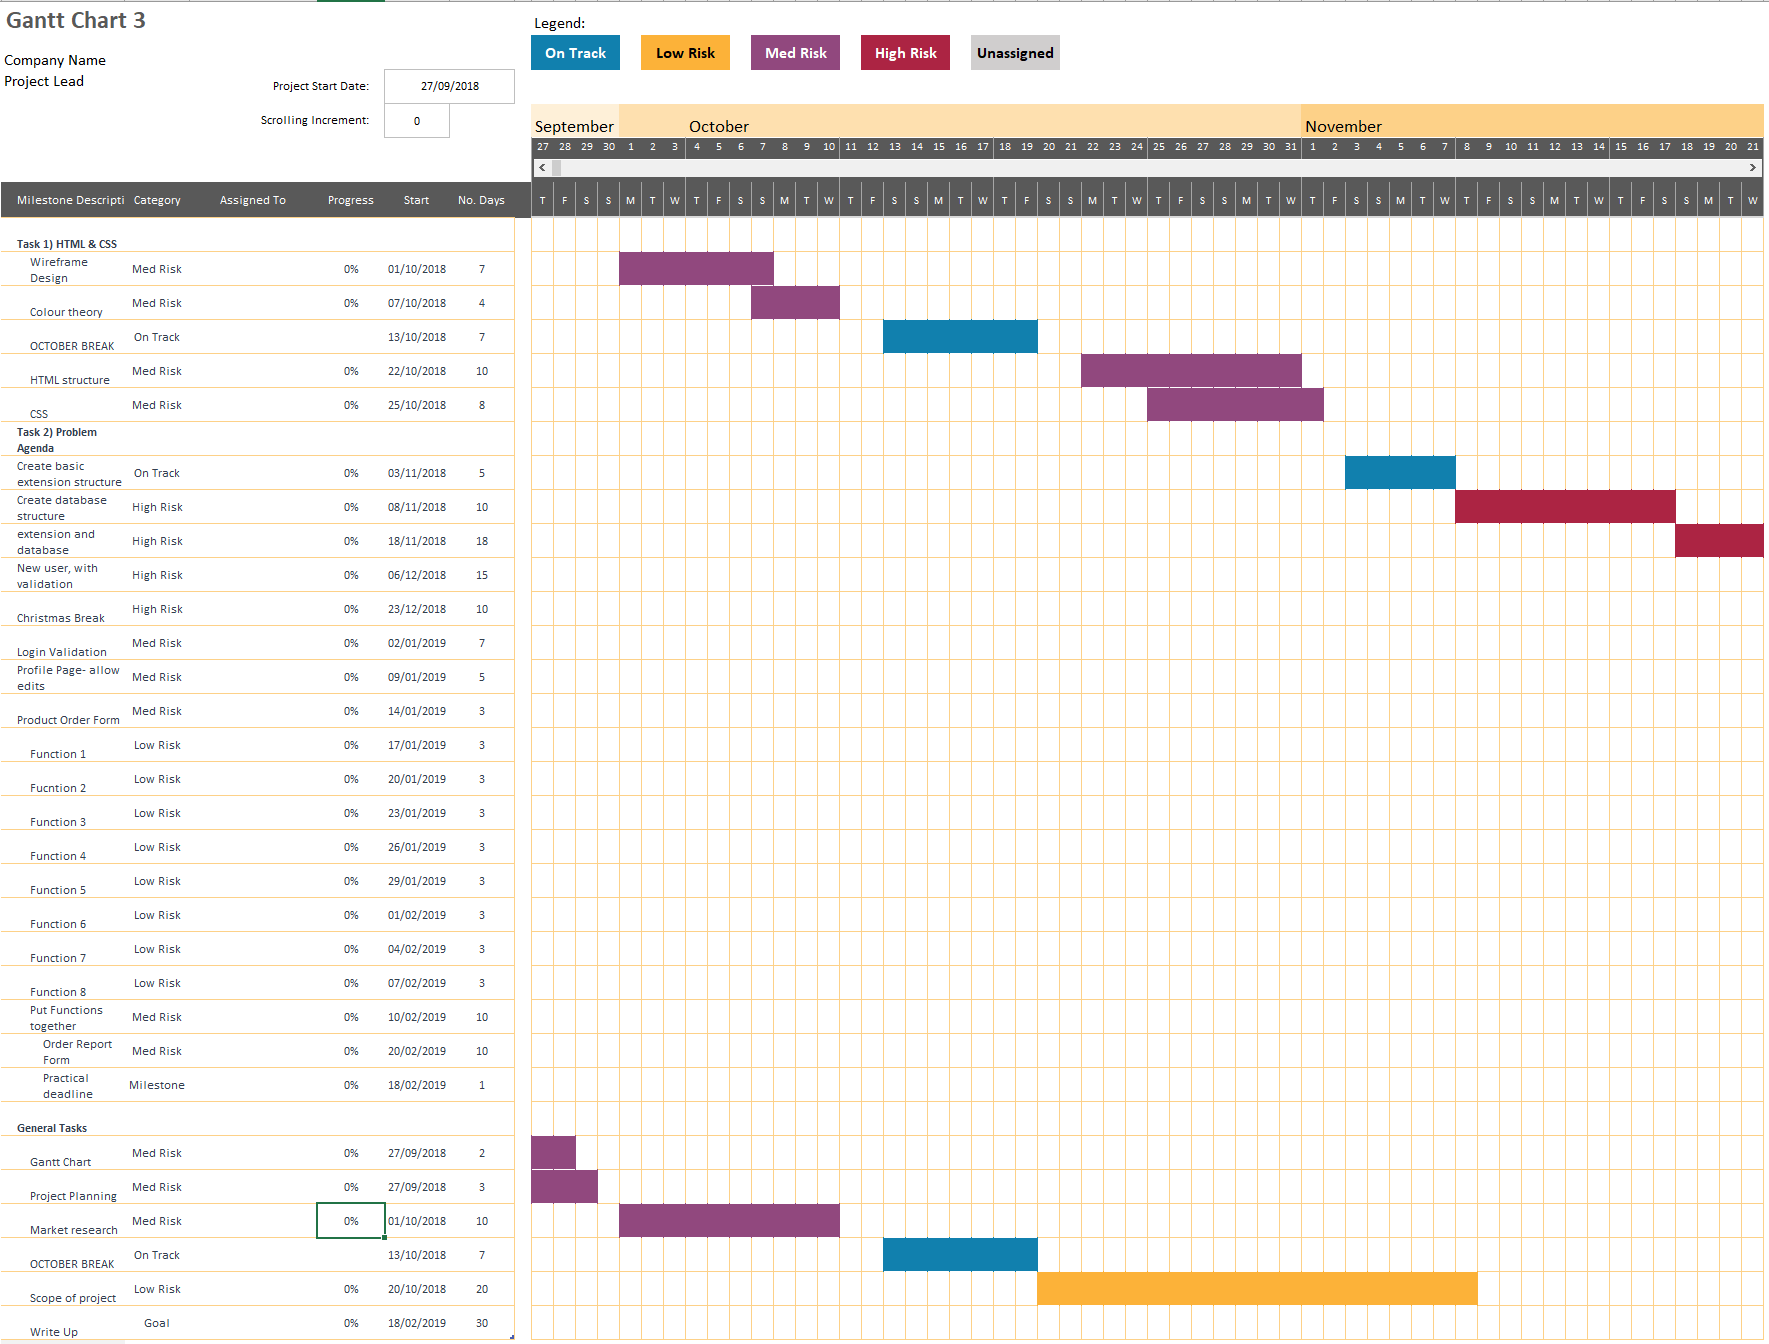 Gantt Chart 3
Legend:
On Track Low Risk Med Risk High Risk Unassigned
Company Name
Project Lead
Project Start Date: 27/09/2018
Scrolling Increment: 0
September October November
27 28 29 30 1 2 3 4 5 6 7 8 9 10 11 12 13 14 15 16 17 18 19 20 21 22 23 24 25 26 27 28 29 30 31 1 2 3 4 5 6 7 8 9 10 11 12 13 14 15 16 17 18 19 20 21
Milestone Descripti Category Assigned To Progress Start No. Days T F S S M T W T F S S M T W T F S S M T W T F S S M T W T F S S M T W T F S S M T W T F S S M T W T F S S M T W
Task 1) HTML & CSS
Wireframe
Design Med Risk 0% 01/10/2018 7
Colour theory Med Risk 0% 07/10/2018 4
OCTOBER BREAK On Track 13/10/2018 7
HTML structure Med Risk 0% 22/10/2018 10
CSS Med Risk 0% 25/10/2018 8
Task 2) Problem
Agenda
Create basic
extension structure On Track 0% 03/11/2018 5
Create database
structure High Risk 0% 08/11/2018 10
extension and
database High Risk 0% 18/11/2018 18
New user, with
validation High Risk 0% 06/12/2018 15
Christmas Break High Risk 0% 23/12/2018 10
Login Validation Med Risk 0% 02/01/2019 7
Profile Page- allow
edits Med Risk 0% 09/01/2019 5
Product Order Form Med Risk 0% 14/01/2019 3
Function 1 Low Risk 0% 17/01/2019 3
Fucntion 2 Low Risk 0% 20/01/2019 3
Function 3 Low Risk 0% 23/01/2019 3
Function 4 Low Risk 0% 26/01/2019 3
Function 5 Low Risk 0% 29/01/2019 3
Function 6 Low Risk 0% 01/02/2019 3
Function 7 Low Risk 0% 04/02/2019 3
Function 8 Low Risk 0% 07/02/2019 3
Put Functions
together Med Risk 0% 10/02/2019 10
Order Report
Form Med Risk 0% 20/02/2019 10
Practical
deadline Milestone 0% 18/02/2019 1
General Tasks
Gantt Chart Med Risk 0% 27/09/2018 2
Project Planning Med Risk 0% 27/09/2018 3
Market research Med Risk 0% 01/10/2018 10
OCTOBER BREAK On Track 13/10/2018 7
Scope of project Low Risk 0% 20/10/2018 20
Write Up Goal 0% 18/02/2019 30